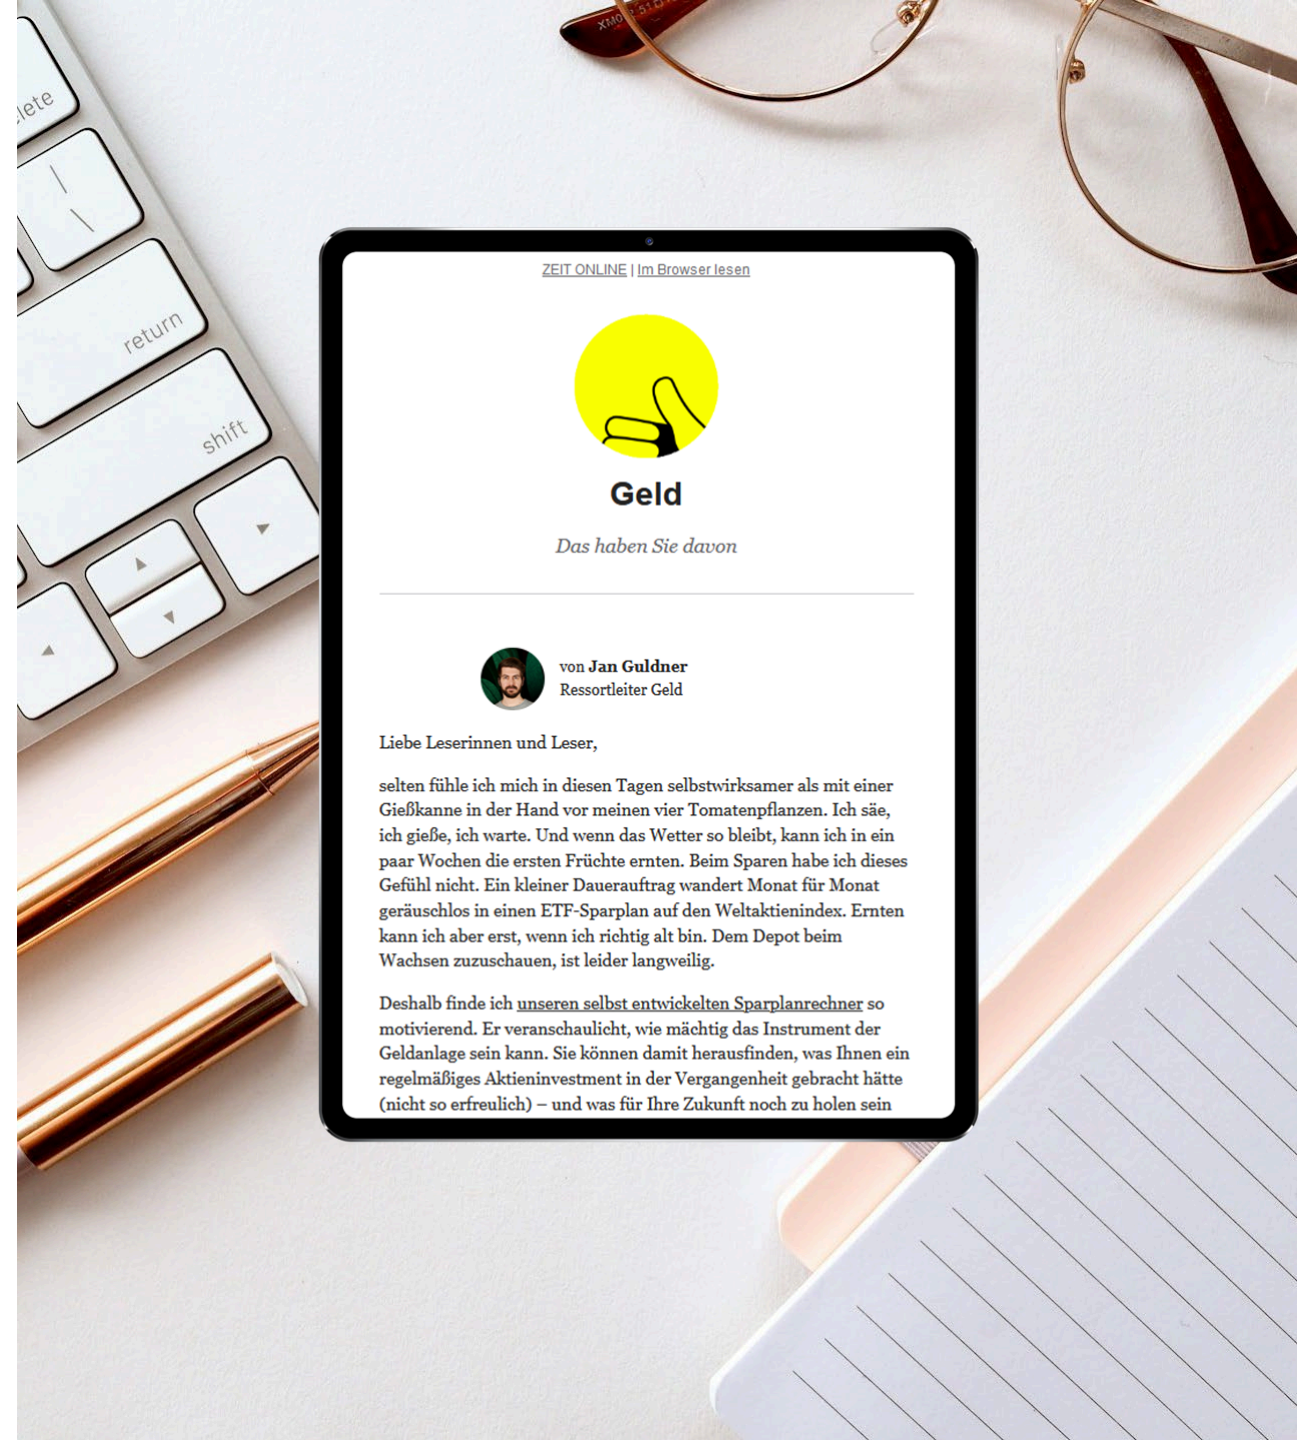 XM0
lete
return
shift
ZEIT ONLINE | Im Browser lesen
Geld
Das haben Sie davon
von Jan Guldner
Ressortleiter Geld
Liebe Leserinnen und Leser,
selten fühle ich mich in diesen Tagen selbstwirksamer als mit einer
Gießkanne in der Hand vor meinen vier Tomatenpflanzen. Ich säe,
ich gieße, ich warte. Und wenn das Wetter so bleibt, kann ich in ein
paar Wochen die ersten Früchte ernten. Beim Sparen habe ich dieses
Gefühl nicht. Ein kleiner Dauerauftrag wandert Monat für Monat
geräuschlos in einen ETF-Sparplan auf den Weltaktienindex. Ernten
kann ich aber erst, wenn ich richtig alt bin. Dem Depot beim
Wachsen zuzuschauen, ist leider langweilig.
Deshalb finde ich unseren selbst entwickelten Sparplanrechner so
motivierend. Er veranschaulicht, wie mächtig das Instrument der
Geldanlage sein kann. Sie können damit herausfinden, was Ihnen ein
regelmäßiges Aktieninvestment in der Vergangenheit gebracht hätte
(nicht so erfreulich) – und was für Ihre Zukunft noch zu holen sein